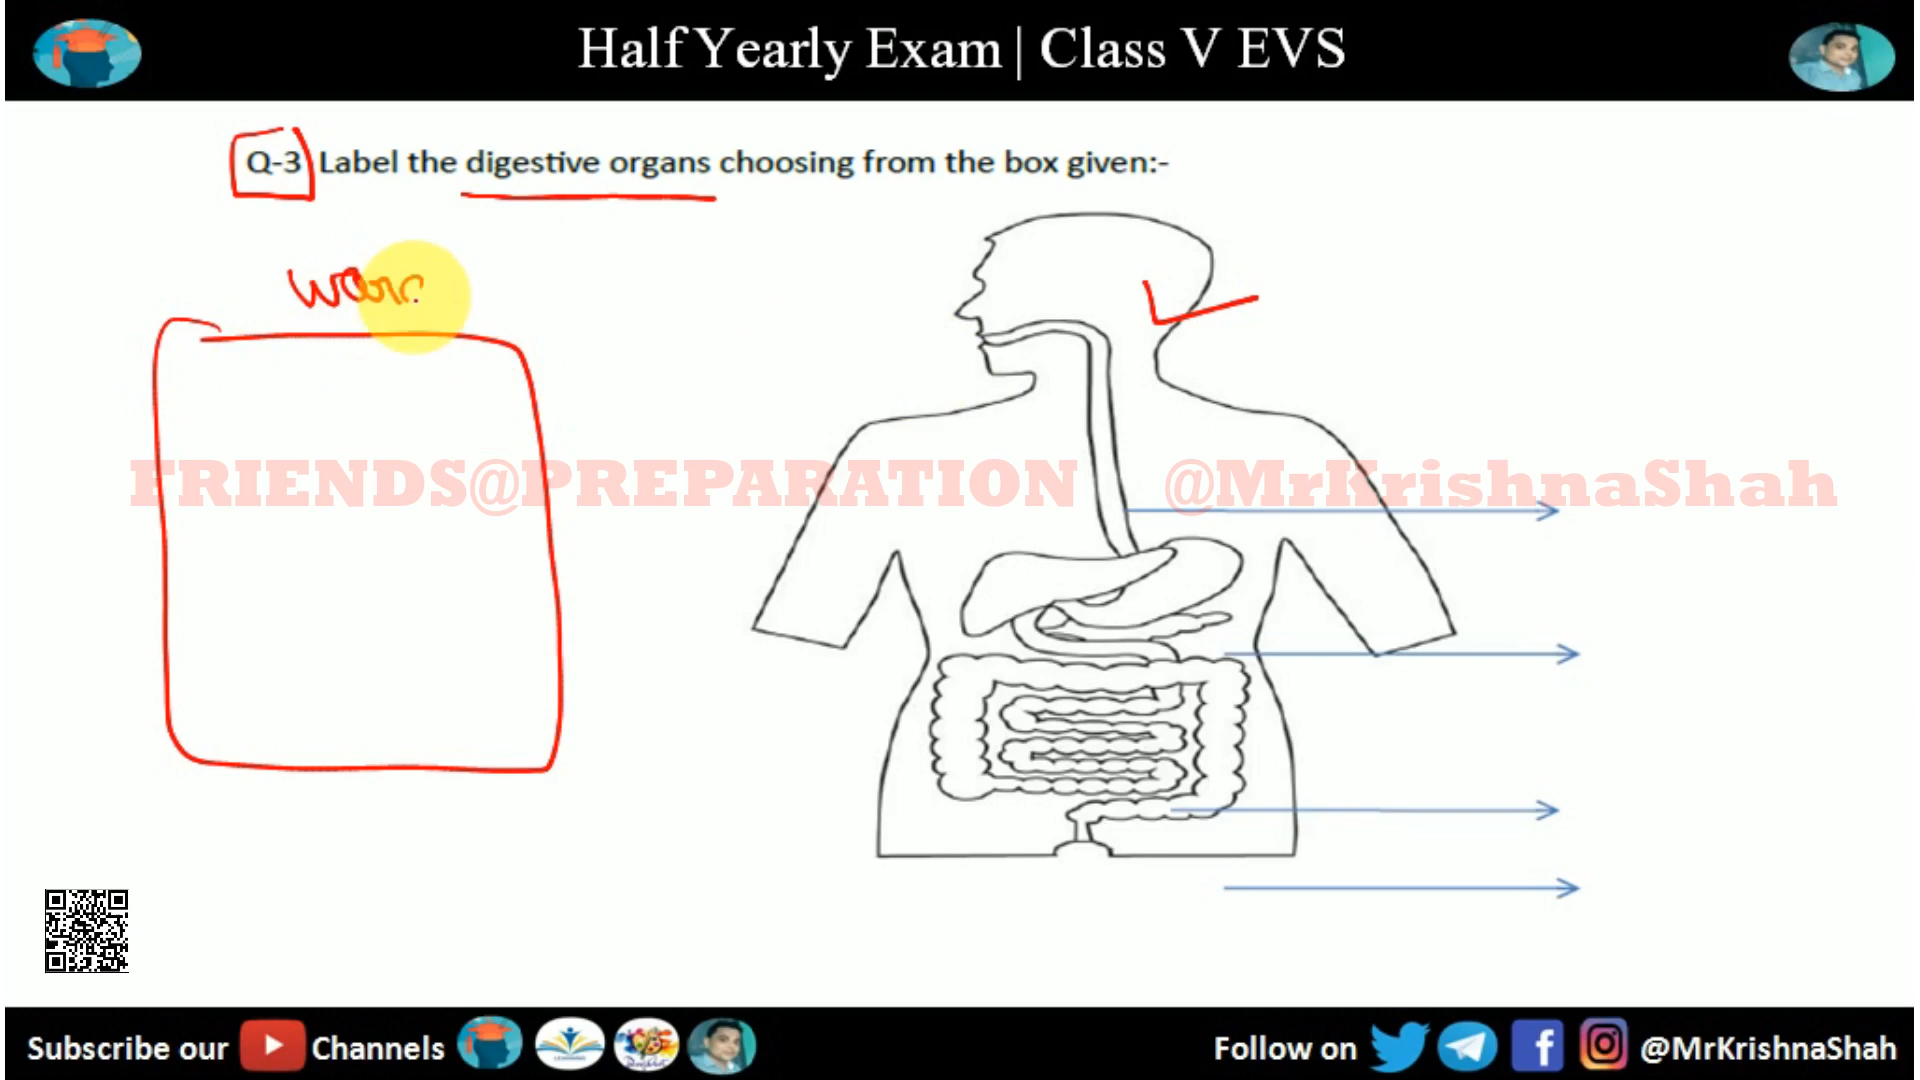 Half Yearly Exam | Class V EVS
Q-3 Label the digestive organs choosing from the box given:-
FRIENDS@PREPARATION @MrKrishnaShah
Subscribe our Channels
Follow on @MrKrishnaShah